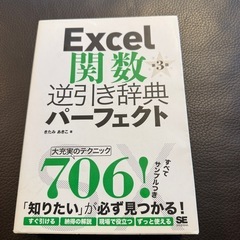 Excel
関数
第3版
逆引き辞典
パーフェクト
きたみ あきこ 著
大充実のテクニック
706!
すべて
サンプルつき
「知りたい」が必ず見つかる!
すぐ引ける 納得の解説 現場で役立つ ずっと使える
SE
SHOEISHA